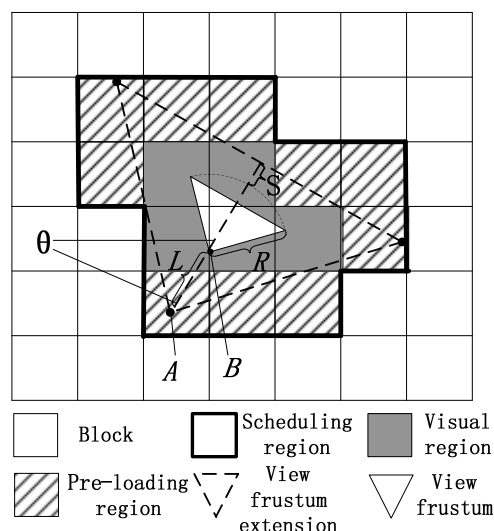 S
θ
L
R
A
B
Block
Scheduling region
Visual region
Pre-loading region
View frustum extension
View frustum